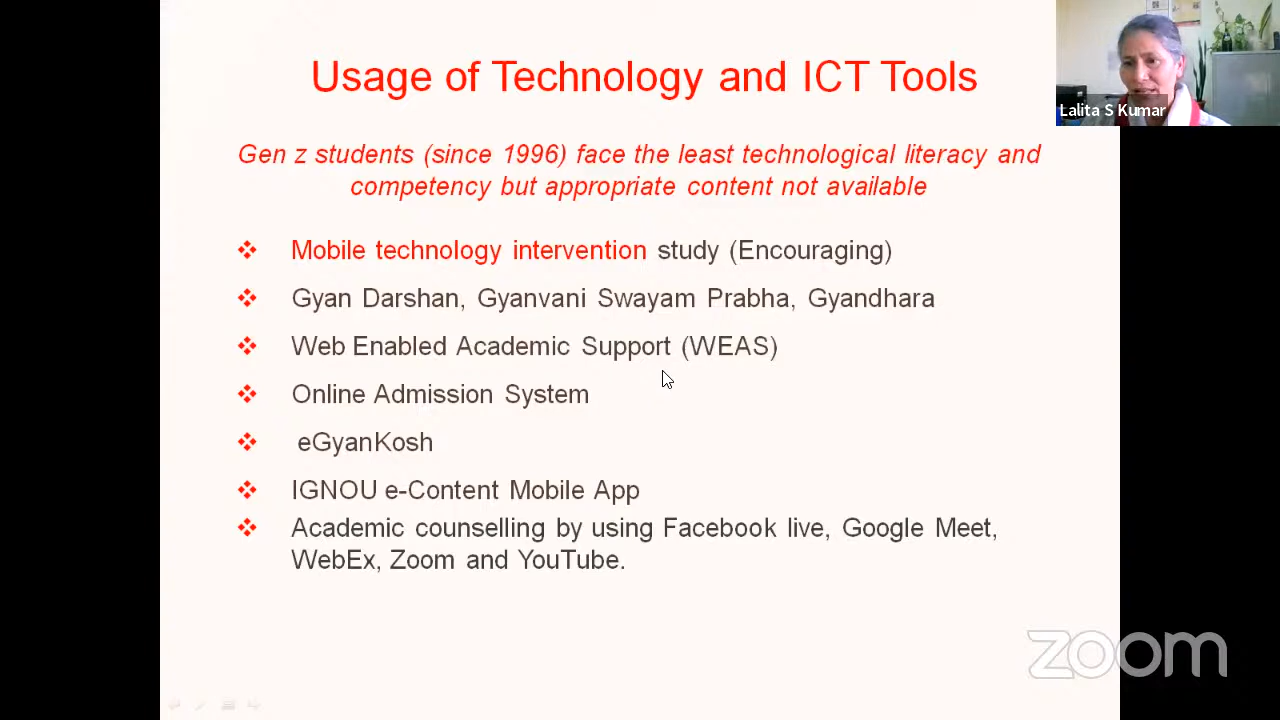 Usage of Technology and ICT Tools
Lalita S Kumar
Gen z students (since 1996) face the least technological literacy and
competency but appropriate content not available
Mobile technology intervention study (Encouraging)
Gyan Darshan, Gyanvani Swayam Prabha, Gyandhara
Web Enabled Academic Support (WEAS)
Online Admission System
eGyanKosh
IGNOU e-Content Mobile App
Academic counselling by using Facebook live, Google Meet,
WebEx, Zoom and YouTube.
zoom